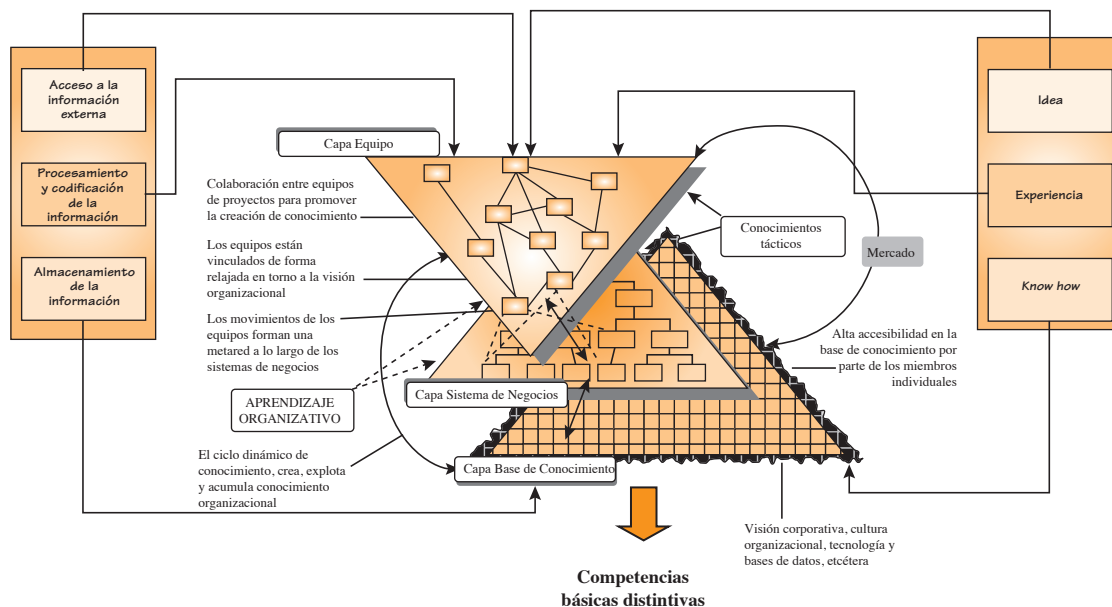 Acceso a la
información
externa
Procesamiento
y codificación
de la
información
Almacenamiento
de la
información
Capa Equipo
Colaboración entre equipos
de proyectos para promover
la creación de conocimiento
Los equipos están
vinculados de forma
relajada en torno a la visión
organizacional
Los movimientos de los
equipos forman una
metared a lo largo de los
sistemas de negocios
APRENDIZAJE
ORGANIZATIVO
El ciclo dinámico de
conocimiento, crea, explota
y acumula conocimiento
organizacional
Capa Sistema de Negocios
Capa Base de Conocimiento
Conocimientos
tácticos
Mercado
Alta accesibilidad en la
base de conocimiento por
parte de los miembros
individuales
Idea
Experiencia
Know how
Visión corporativa, cultura
organizacional, tecnología y
bases de datos, etcétera
Competencias
básicas distintivas